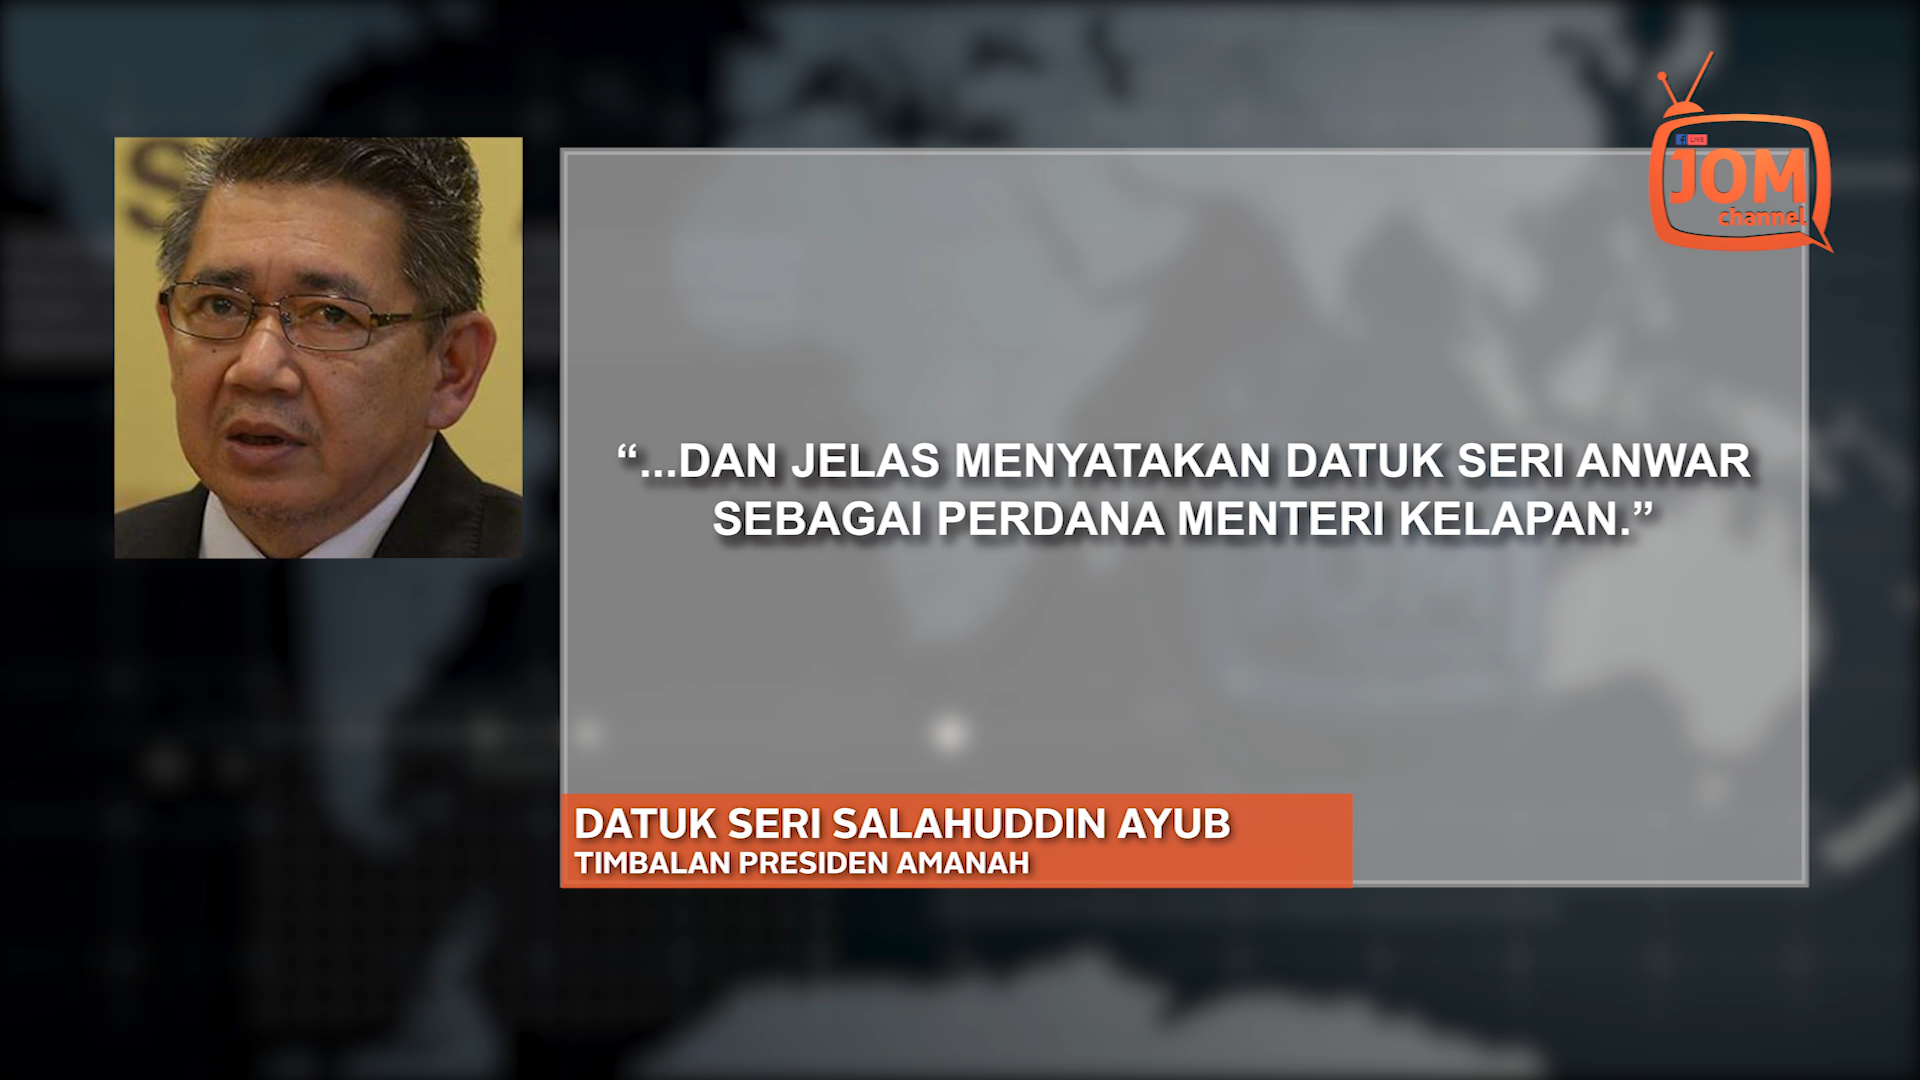 LIVE
JOM
channel
“...DAN JELAS MENYATAKAN DATUK SERI ANWAR
SEBAGAI PERDANA MENTERI KELAPAN.”
DATUK SERI SALAHUDDIN AYUB
TIMBALAN PRESIDEN AMANAH